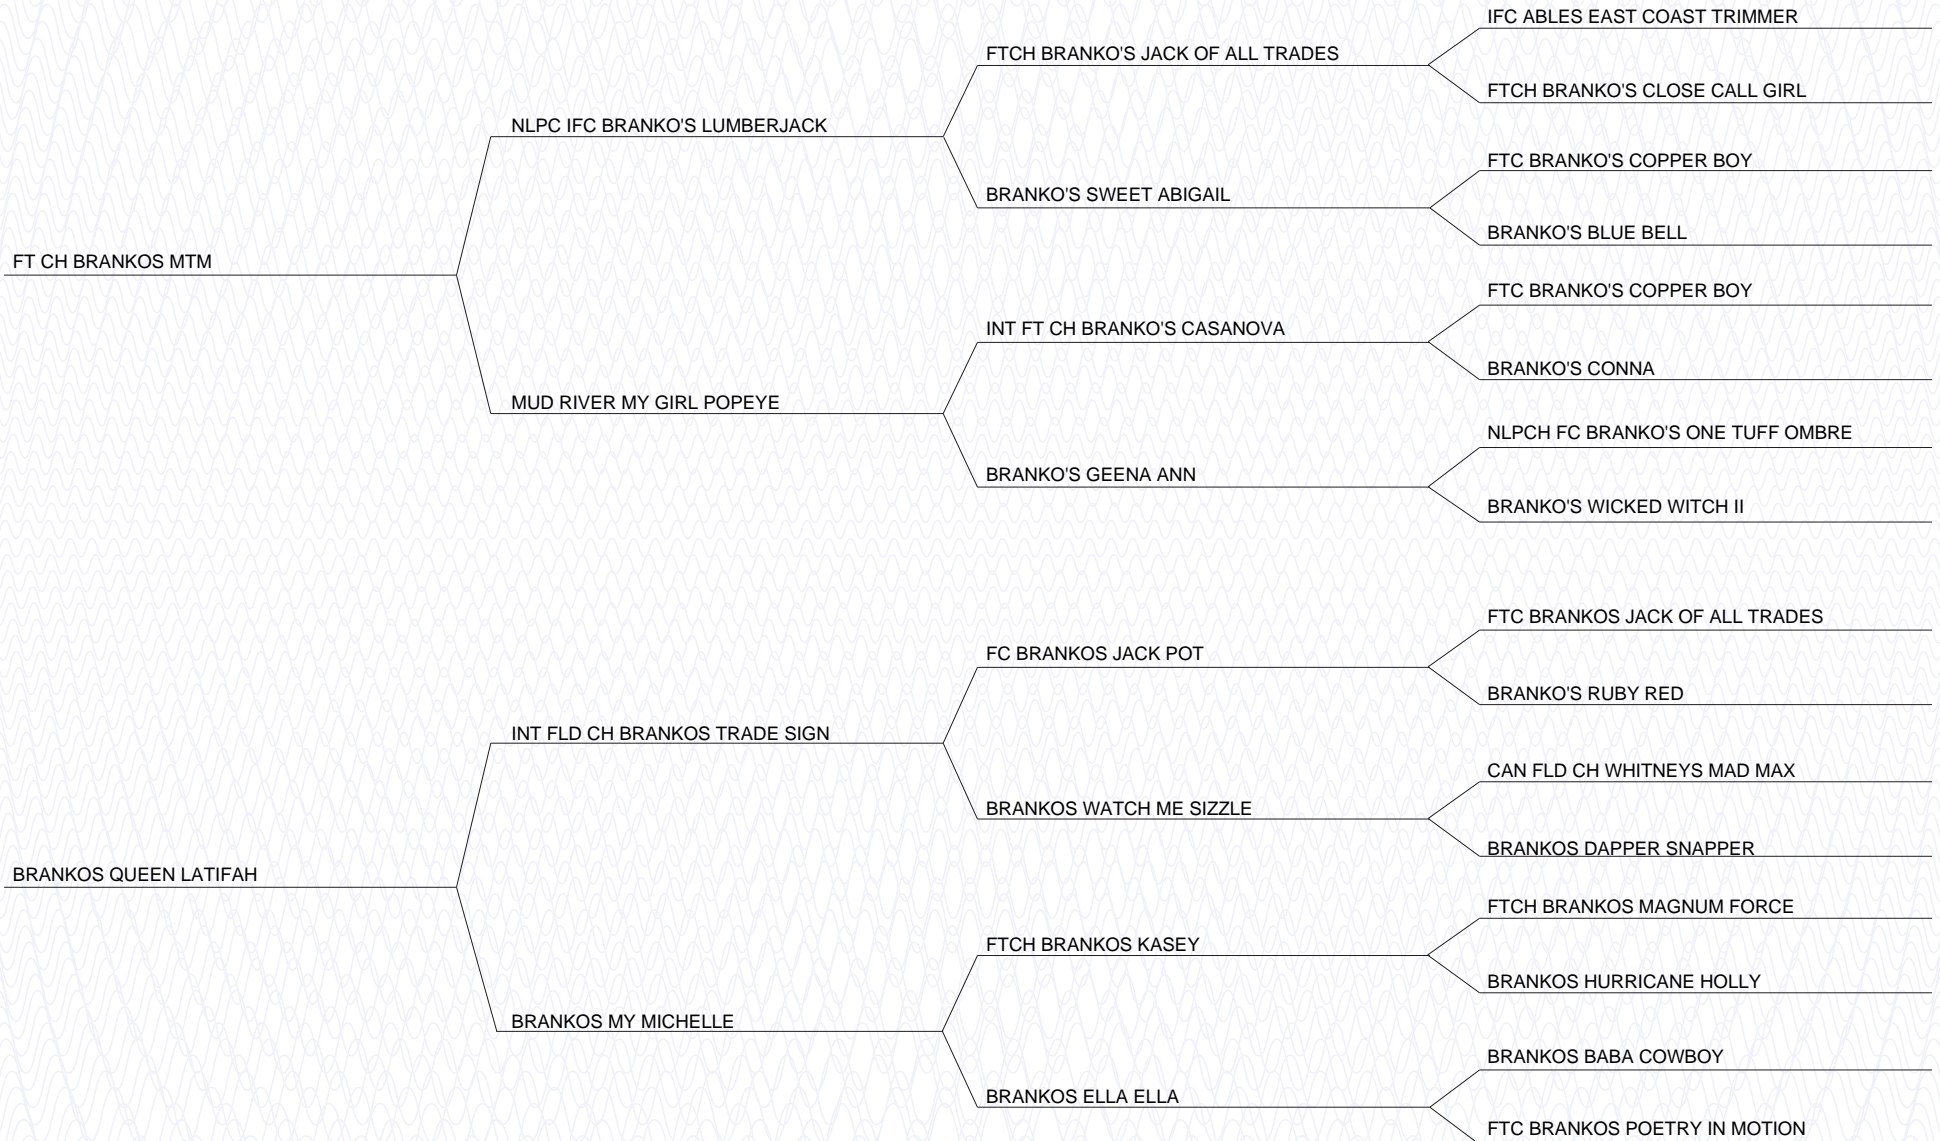 IFC ABLES EAST COAST TRIMMER
FTCH BRANKO'S JACK OF ALL TRADES
FTCH BRANKO'S CLOSE CALL GIRL
NLPC IFC BRANKO'S LUMBERJACK
FTC BRANKO'S COPPER BOY
BRANKO'S SWEET ABIGAIL
BRANKO'S BLUE BELL
FT CH BRANKOS MTM
FTC BRANKO'S COPPER BOY
INT FT CH BRANKO'S CASANOVA
BRANKO'S CONNA
MUD RIVER MY GIRL POPEYE
NLPCH FC BRANKO'S ONE TUFF OMBRE
BRANKO'S GEENA ANN
BRANKO'S WICKED WITCH II
FTC BRANKOS JACK OF ALL TRADES
FC BRANKOS JACK POT
BRANKO'S RUBY RED
INT FLD CH BRANKOS TRADE SIGN
CAN FLD CH WHITNEYS MAD MAX
BRANKOS WATCH ME SIZZLE
BRANKOS DAPPER SNAPPER
BRANKOS QUEEN LATIFAH
FTCH BRANKOS MAGNUM FORCE
FTCH BRANKOS KASEY
BRANKOS HURRICANE HOLLY
BRANKOS MY MICHELLE
BRANKOS BABA COWBOY
BRANKOS ELLA ELLA
FTC BRANKOS POETRY IN MOTION